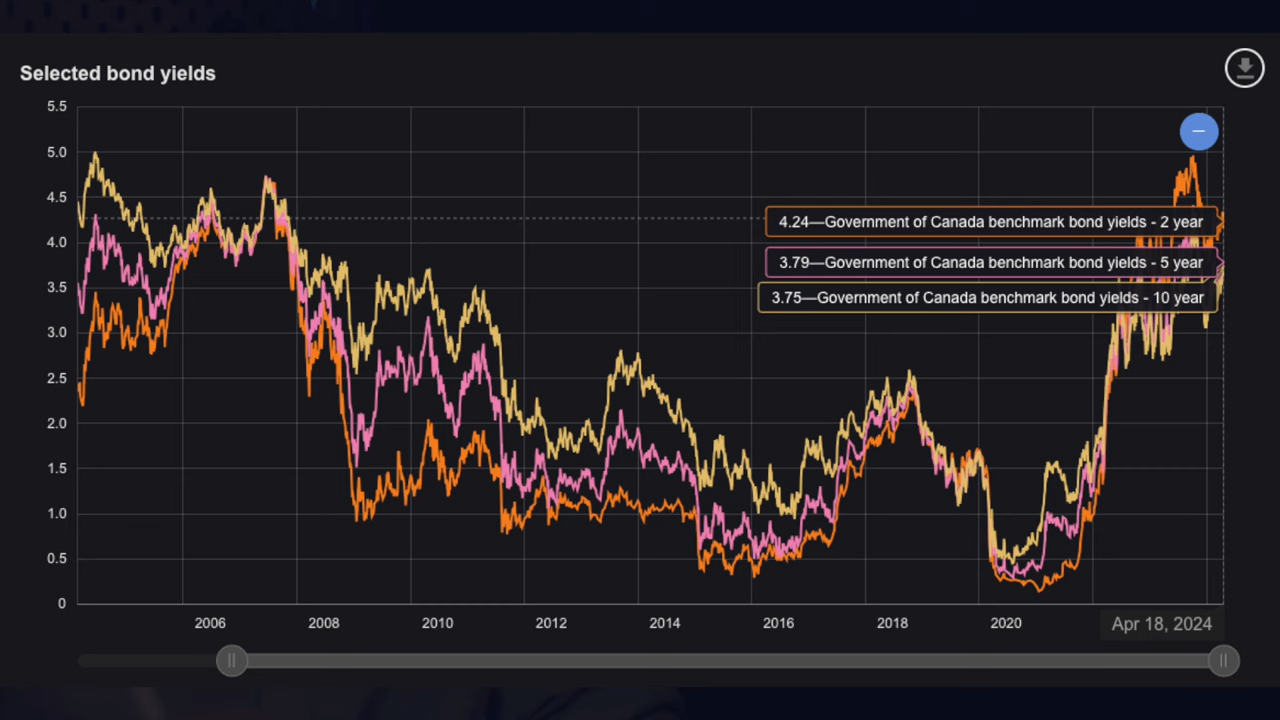 Selected bond yields
5.5
5.0
4.5
4.0
3.5
3.0
2.5
2.0
1.5
1.0
0.5
0
4.24—Government of Canada benchmark bond yields - 2 year
3.79—Government of Canada benchmark bond yields - 5 year
3.75—Government of Canada benchmark bond yields - 10 year
2006 2008 2010 2012 2014 2016 2018 2020 Apr 18, 2024